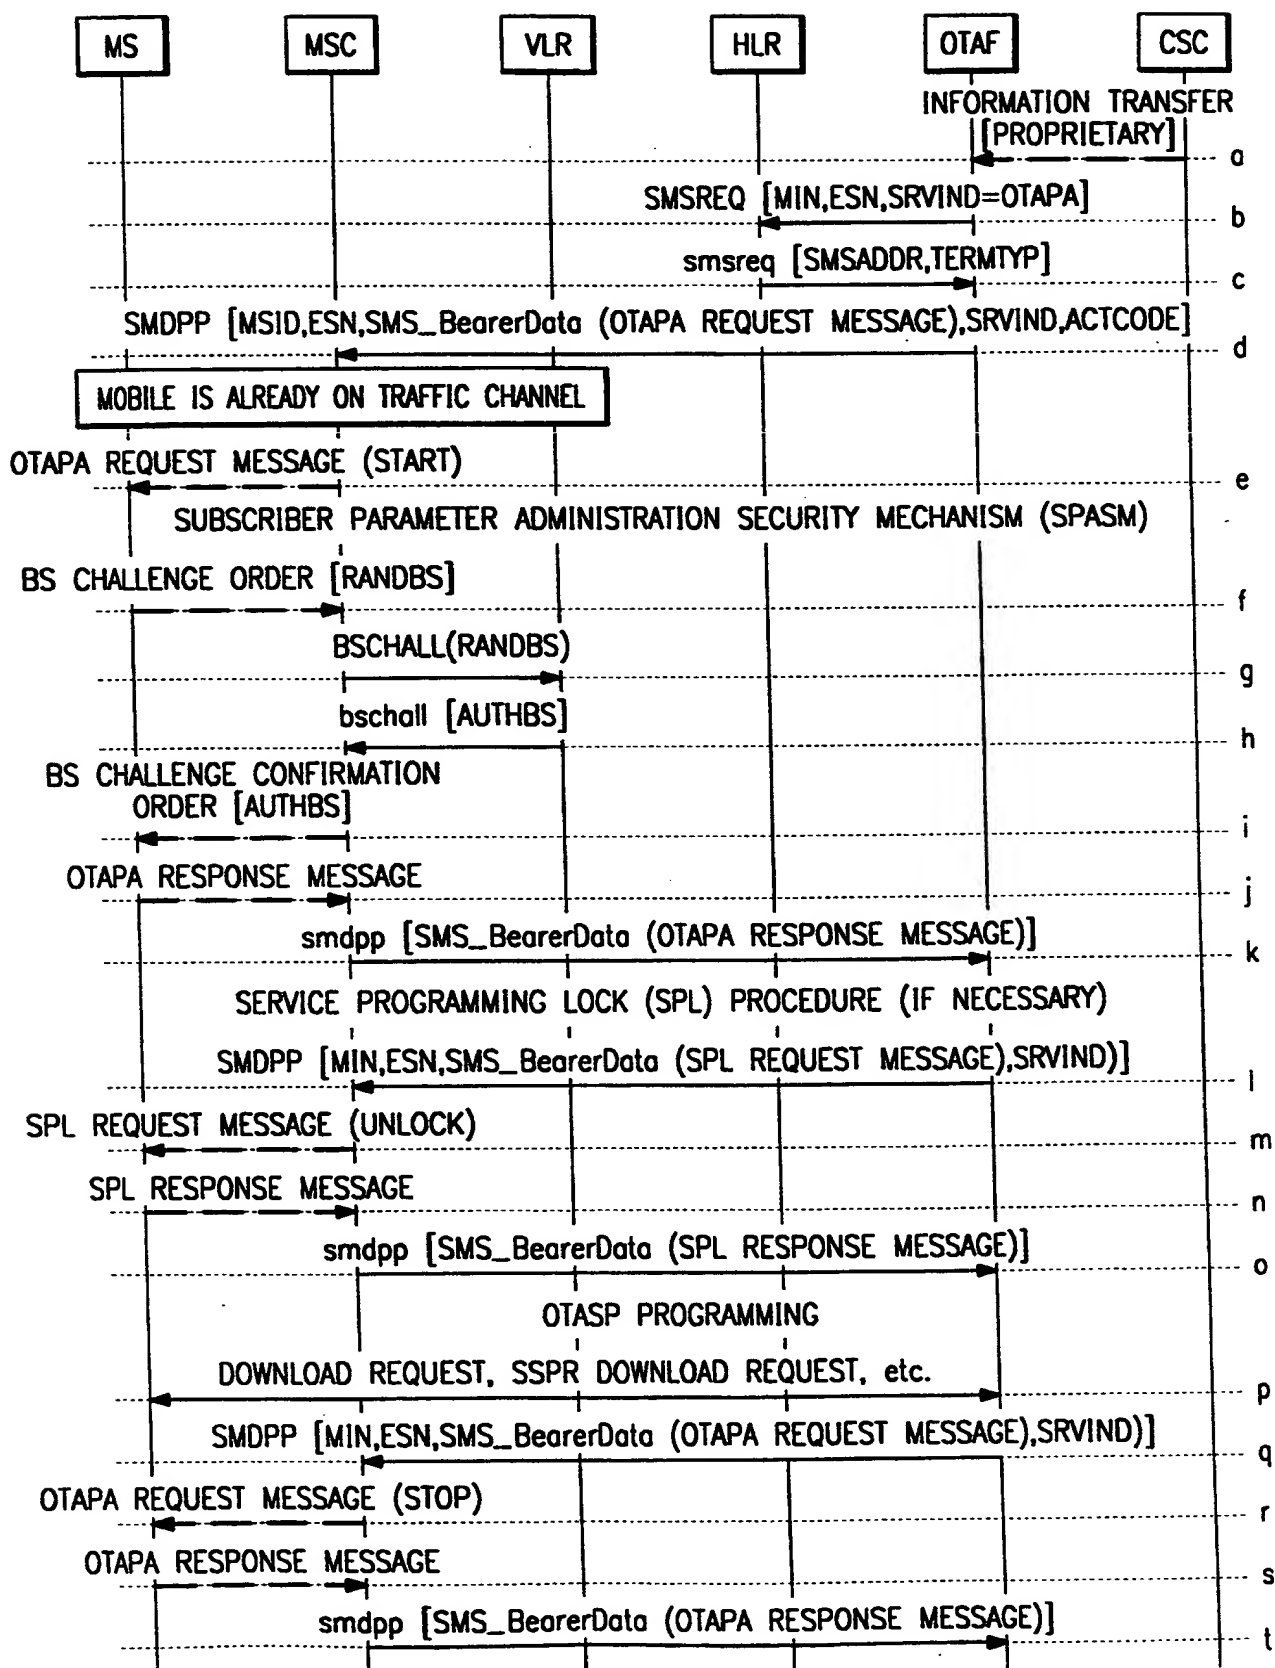 MS MSC VLR HLR OTAF CSC
INFORMATION TRANSFER
[PROPRIETARY]
a
SMSREQ [MIN,ESN,SRVIND=OTAPA]
b
smsreq [SMSADDR,TERMTYP]
c
SMDPP [MSID,ESN,SMS_BearerData (OTAPA REQUEST MESSAGE),SRVIND,ACTCODE]
d
MOBILE IS ALREADY ON TRAFFIC CHANNEL
OTAPA REQUEST MESSAGE (START)
e
SUBSCRIBER PARAMETER ADMINISTRATION SECURITY MECHANISM (SPASM)
BS CHALLENGE ORDER [RANDBS]
f
BSCHALL(RANDBS)
g
bschall [AUTHBS]
h
BS CHALLENGE CONFIRMATION
ORDER [AUTHBS]
i
OTAPA RESPONSE MESSAGE
j
smdpp [SMS_BearerData (OTAPA RESPONSE MESSAGE)]
k
SERVICE PROGRAMMING LOCK (SPL) PROCEDURE (IF NECESSARY)
SMDPP [MIN,ESN,SMS_BearerData (SPL REQUEST MESSAGE),SRVIND)]
l
SPL REQUEST MESSAGE (UNLOCK)
m
SPL RESPONSE MESSAGE
n
smdpp [SMS_BearerData (SPL RESPONSE MESSAGE)]
o
OTASP PROGRAMMING
DOWNLOAD REQUEST, SSPR DOWNLOAD REQUEST, etc.
p
SMDPP [MIN,ESN,SMS_BearerData (OTAPA REQUEST MESSAGE),SRVIND)]
q
OTAPA REQUEST MESSAGE (STOP)
r
OTAPA RESPONSE MESSAGE
s
smdpp [SMS_BearerData (OTAPA RESPONSE MESSAGE)]
t